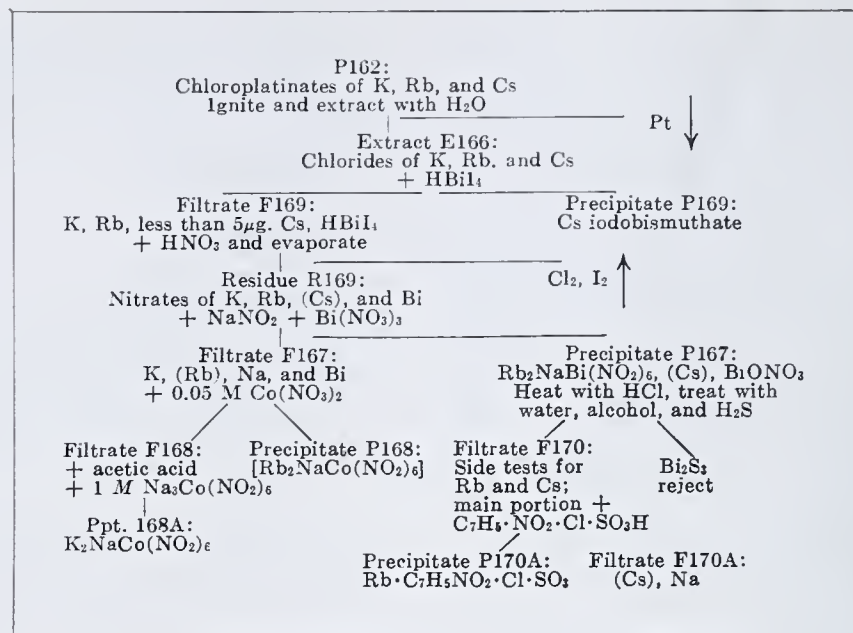 P162:
Chloroplatinates of K, Rb, and Cs
Ignite and extract with H₂O
Pt
Extract E166:
Chlorides of K, Rb. and Cs
+ HBiI₄
Filtrate F169:
K, Rb, less than 5μg. Cs, HBiI₄
+ HNO₃ and evaporate
Precipitate P169:
Cs iodobismuthate
Residue R169:
Nitrates of K, Rb, (Cs), and Bi
+ NaNO₂ + Bi(NO₃)₃
Cl₂, I₂
Filtrate F167:
K, (Rb), Na, and Bi
+ 0.05 M Co(NO₃)₂
Precipitate P167:
Rb₂NaBi(NO₂)₆, (Cs), BiONO₃
Heat with HCl, treat with
water, alcohol, and H₂S
Filtrate F168:
+ acetic acid
+ 1 M Na₃Co(NO₂)₆
Precipitate P168:
[Rb₂NaCo(NO₂)₆]
Filtrate F170:
Side tests for
Rb and Cs;
main portion +
C₇H₅·NO₂·Cl·SO₃H
Bi₂S₃
reject
Ppt. 168A:
K₂NaCo(NO₂)₆
Precipitate P170A:
Rb·C₇H₅NO₂·Cl·SO₃
Filtrate F170A:
(Cs), Na